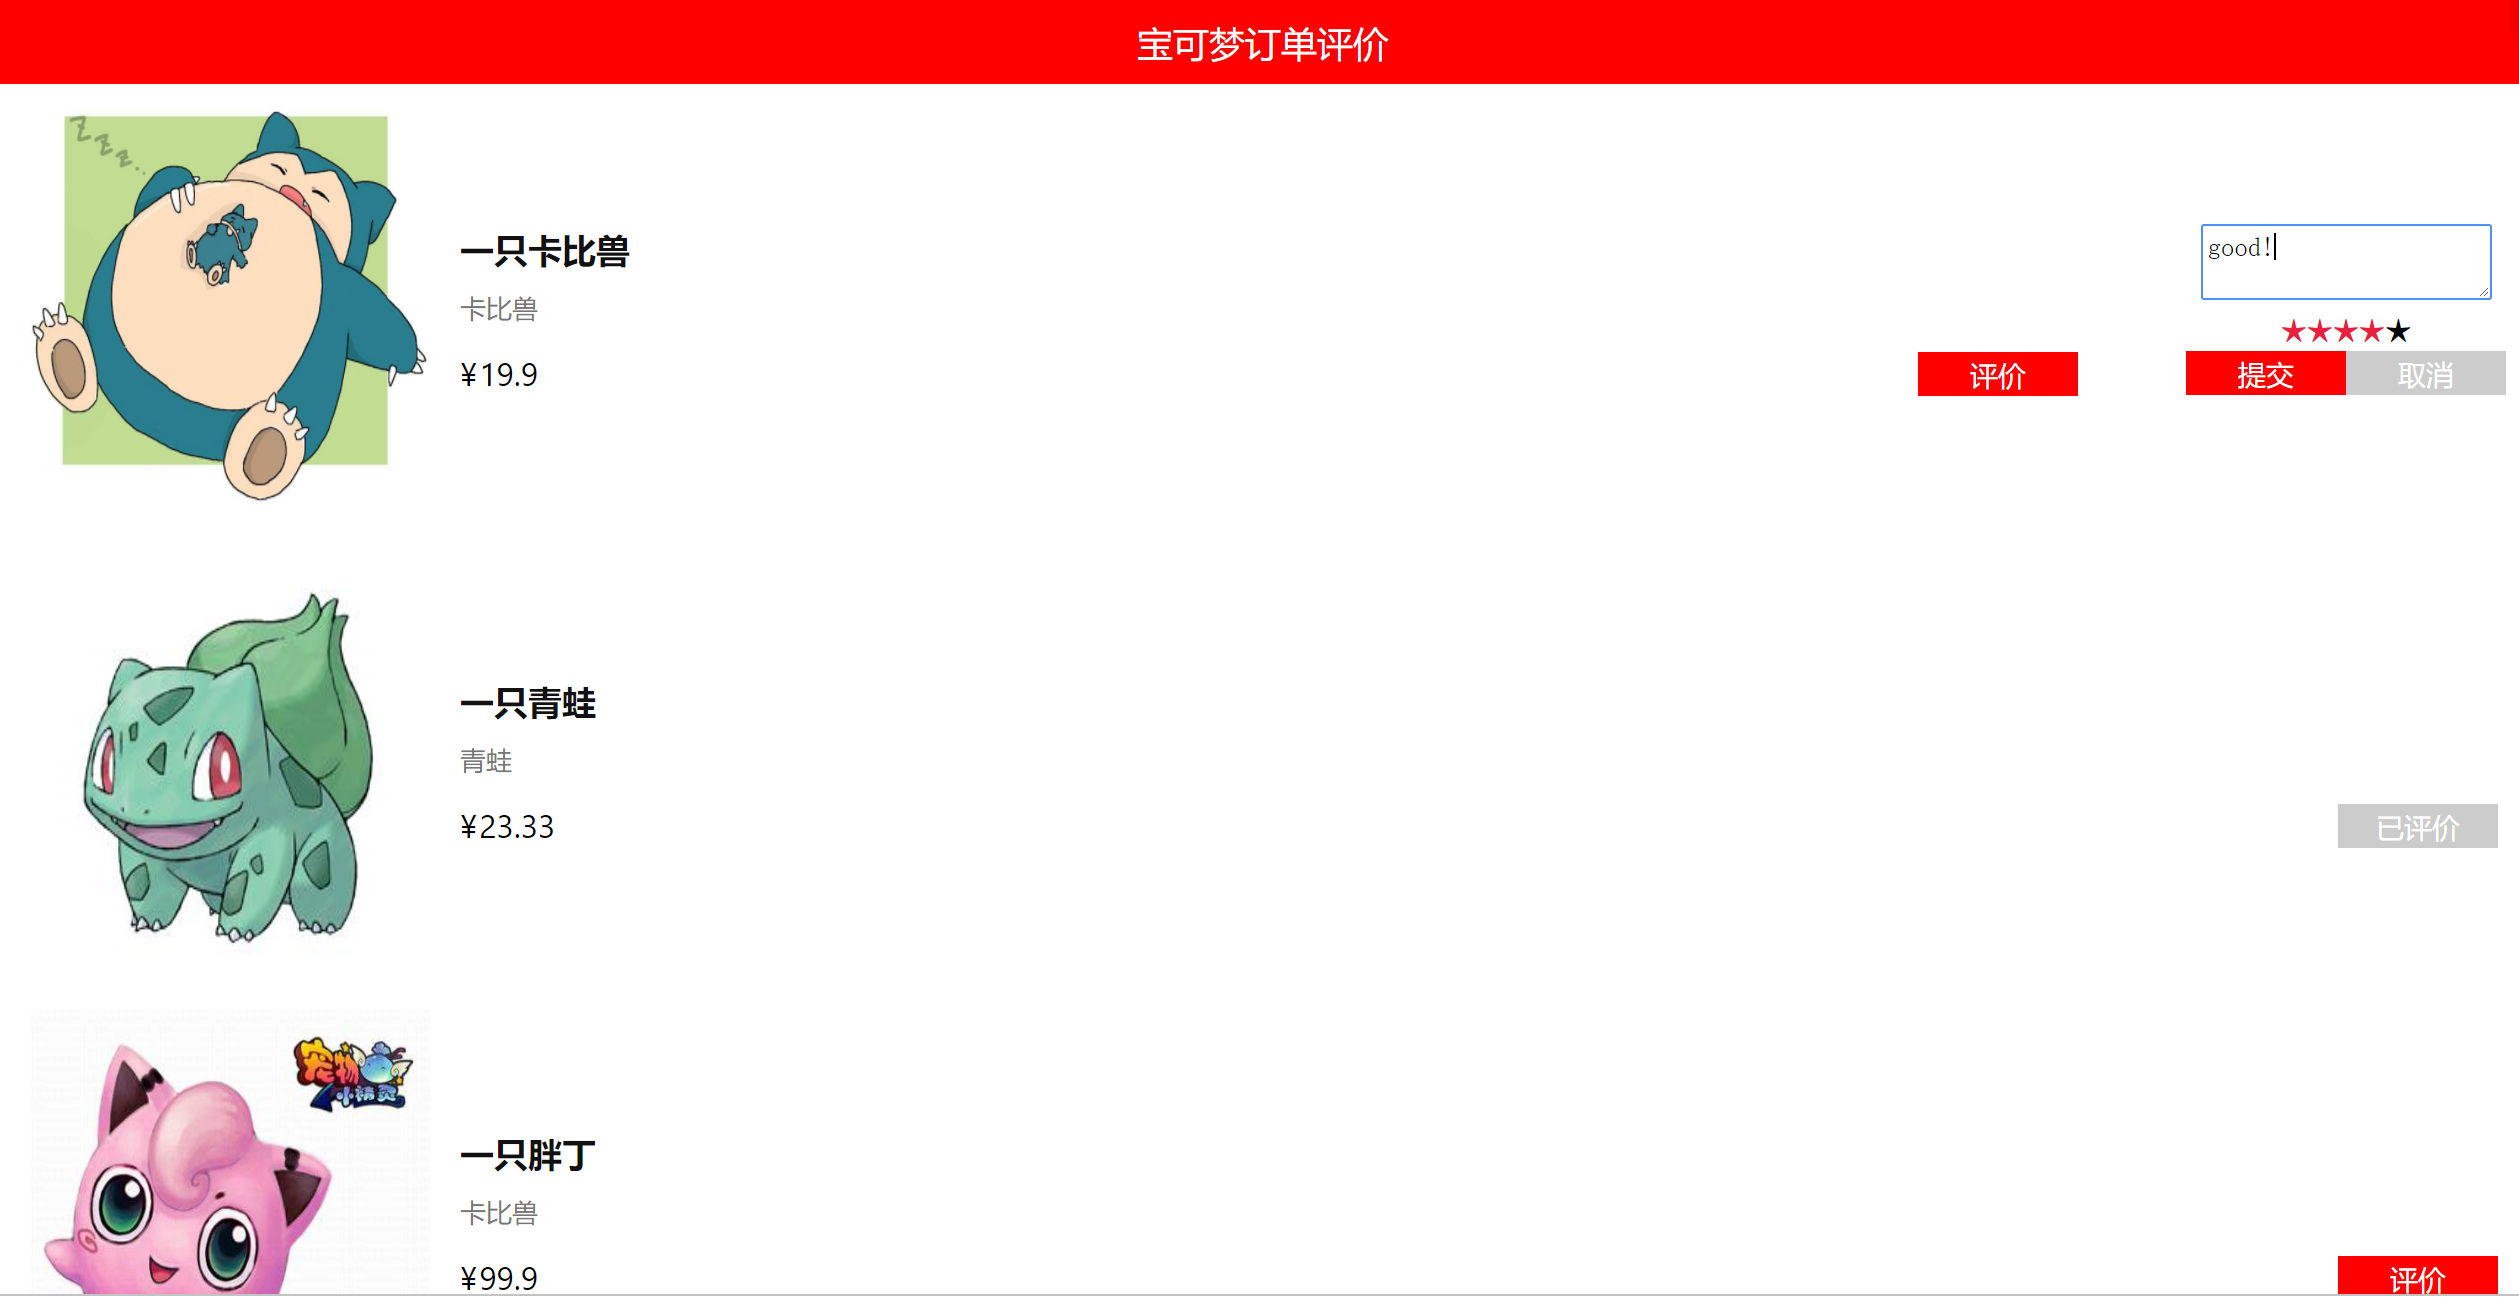 宝可梦订单评价
zzz...
一只卡比兽
卡比兽
¥19.9
评价
good!
★★★★★
提交
取消
一只青蛙
青蛙
¥23.33
已评价
宠物
小精灵
一只胖丁
卡比兽
¥99.9
评价